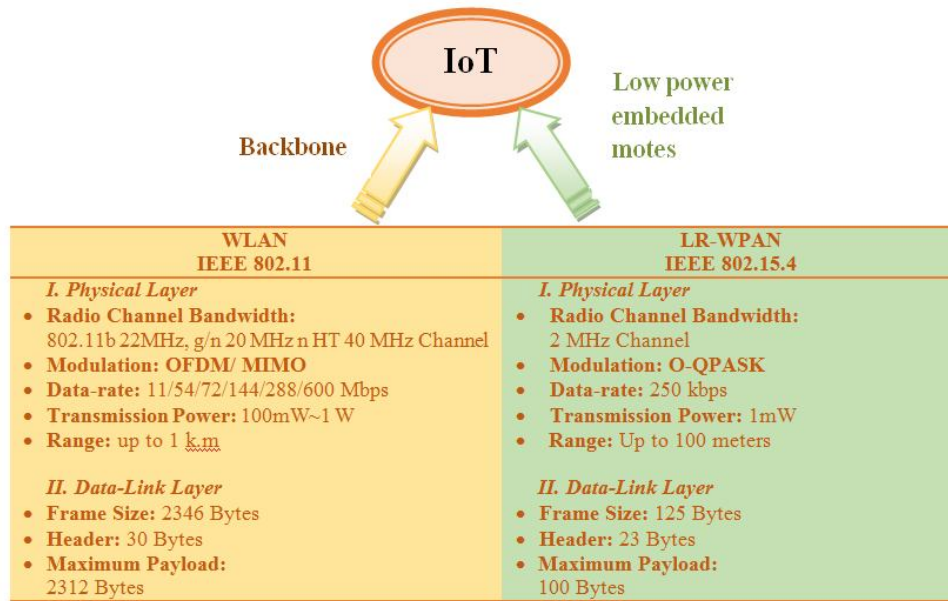 IoT
Backbone
Low power
embedded
motes
WLAN
IEEE 802.11
I. Physical Layer
• Radio Channel Bandwidth:
802.11b 22MHz, g/n 20 MHz n HT 40 MHz Channel
• Modulation: OFDM/ MIMO
• Data-rate: 11/54/72/144/288/600 Mbps
• Transmission Power: 100mW~1 W
• Range: up to 1 k.m
II. Data-Link Layer
• Frame Size: 2346 Bytes
• Header: 30 Bytes
• Maximum Payload:
2312 Bytes
LR-WPAN
IEEE 802.15.4
I. Physical Layer
• Radio Channel Bandwidth:
2 MHz Channel
• Modulation: O-QPASK
• Data-rate: 250 kbps
• Transmission Power: 1mW
• Range: Up to 100 meters
II. Data-Link Layer
• Frame Size: 125 Bytes
• Header: 23 Bytes
• Maximum Payload:
100 Bytes